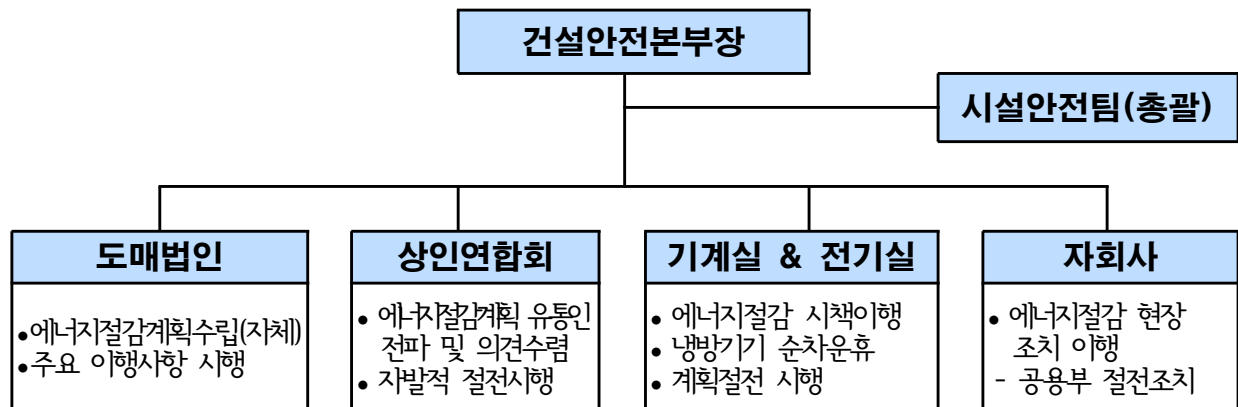 건설안전본부장
시설안전팀(총괄)
도매법인
•에너지절감계획수립(자체)
•주요 이행사항 시행
상인연합회
• 에너지절감계획 유통인
전파 및 의견수렴
• 자발적 절전시행
기계실 & 전기실
• 에너지절감 시책이행
• 냉방기기 순차운휴
• 계획절전 시행
자회사
• 에너지절감 현장
조치 이행
- 공용부 절전조치